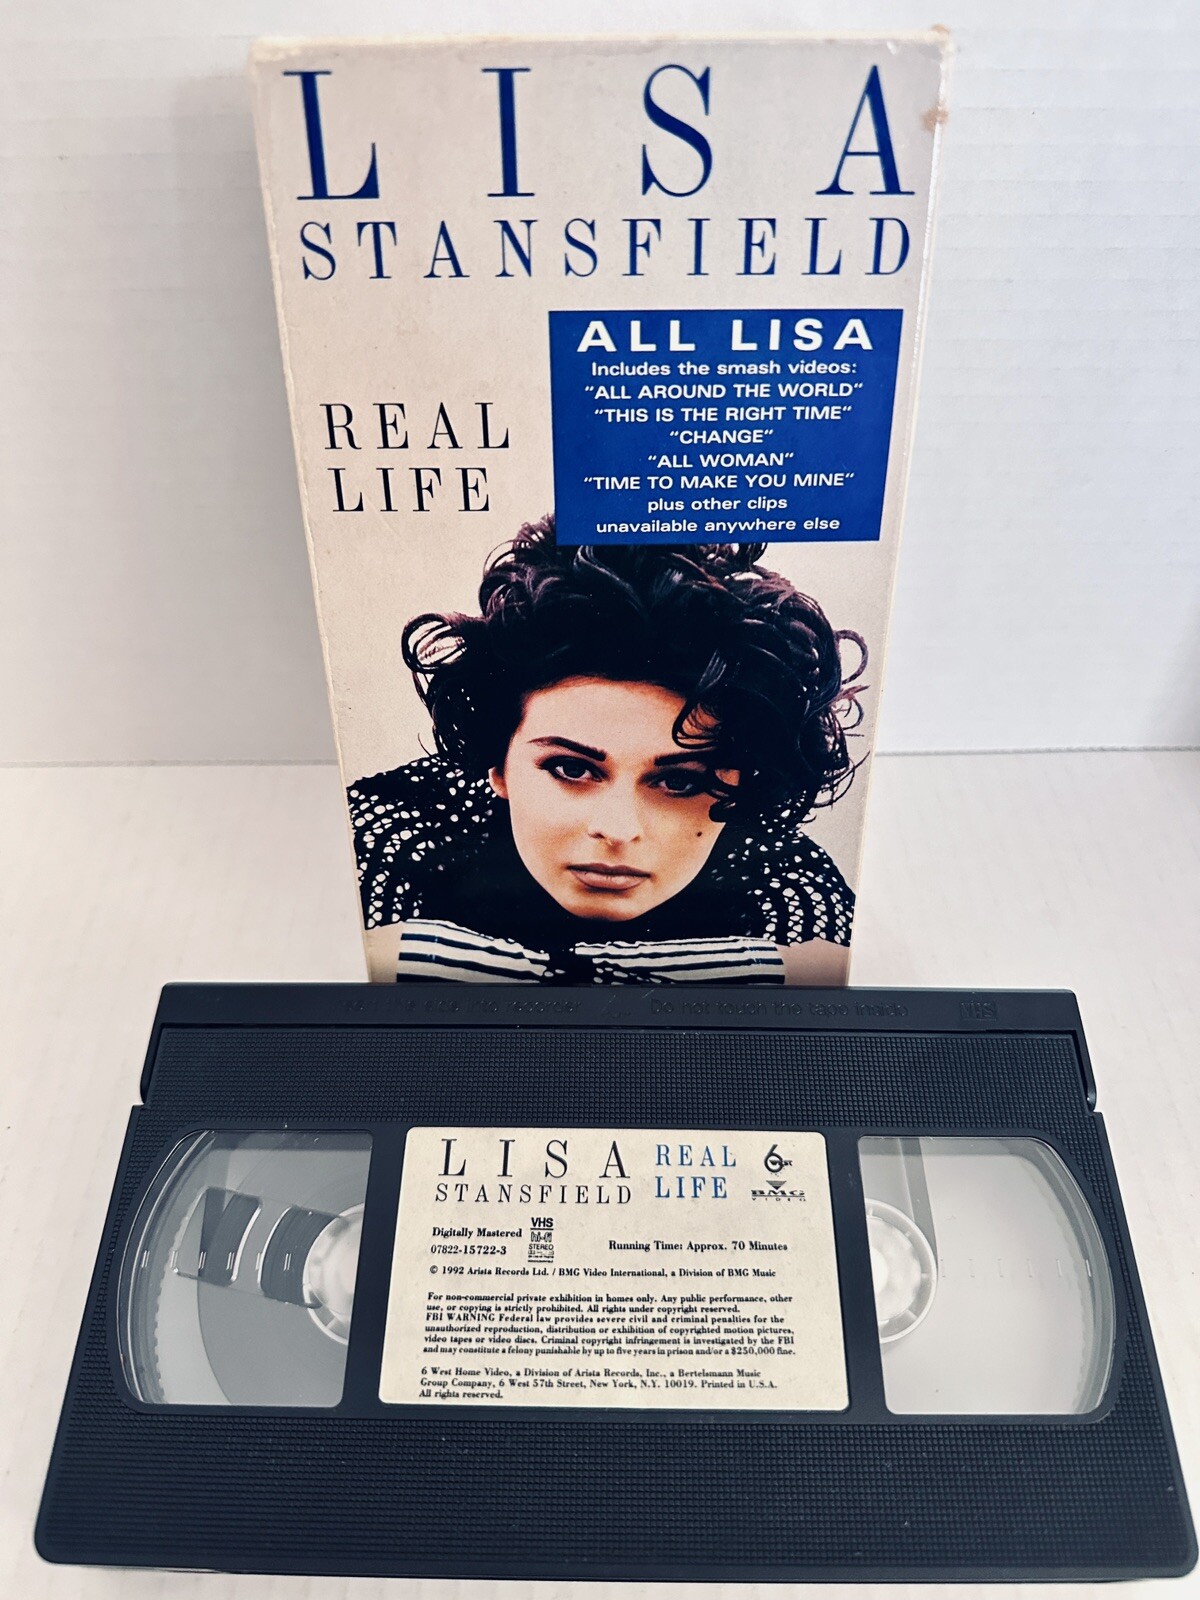 LISA
STANSFIELD
ALL LISA
Includes the smash videos:
"ALL AROUND THE WORLD"
"THIS IS THE RIGHT TIME"
"CHANGE"
"ALL WOMAN"
"TIME TO MAKE YOU MINE"
plus other clips
unavailable anywhere else
REAL
LIFE
recorder Do not touch the tape inside VHS
LISA
STANSFIELD
REAL
LIFE
6 WEST
BMG
VIDEO
Digitally Mastered
07822-15722-3
VHS
hi-fi
STEREO
Running Time: Approx. 70 Minutes
© 1992 Arista Records Ltd. / BMG Video International, a Division of BMG Music
For non-commercial private exhibition in homes only. Any public performance, other
use, or copying is strictly prohibited. All rights under copyright reserved.
FBI WARNING Federal law provides severe civil and criminal penalties for the
unauthorized reproduction, distribution or exhibition of copyrighted motion pictures,
video tapes or video discs. Criminal copyright infringement is investigated by the FBI
and may constitute a felony punishable by up to five years in prison and/or a $250,000 fine.
6 West Home Video, a Division of Arista Records, Inc., a Bertelsmann Music
Group Company, 6 West 57th Street, New York, N.Y. 10019. Printed in U.S.A.
All rights reserved.